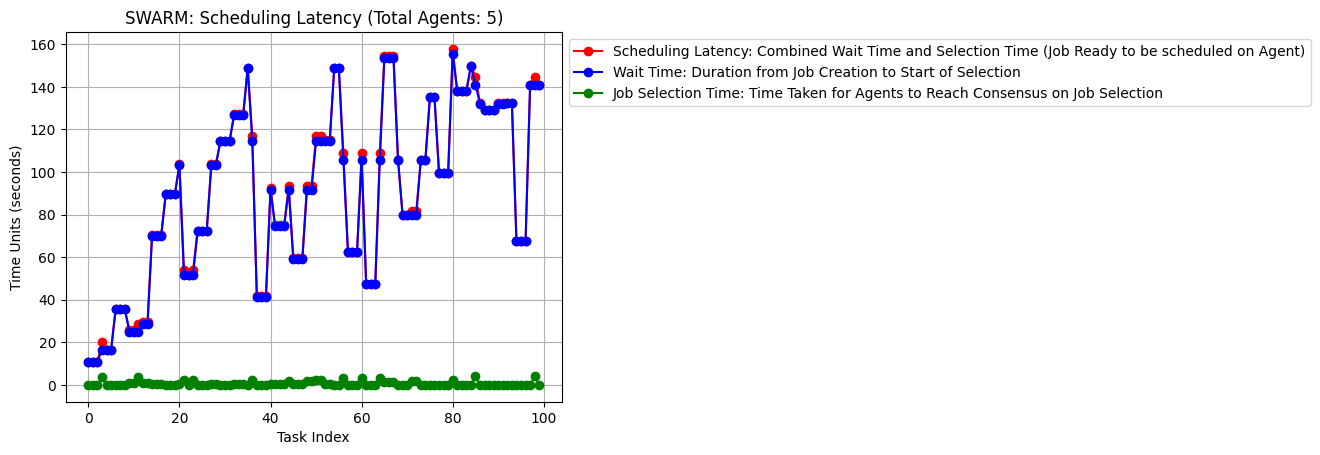 SWARM: Scheduling Latency (Total Agents: 5)
Time Units (seconds)
160
140
120
100
80
60
40
20
0
0 20 40 60 80 100
Task Index
Scheduling Latency: Combined Wait Time and Selection Time (Job Ready to be scheduled on Agent)
Wait Time: Duration from Job Creation to Start of Selection
Job Selection Time: Time Taken for Agents to Reach Consensus on Job Selection